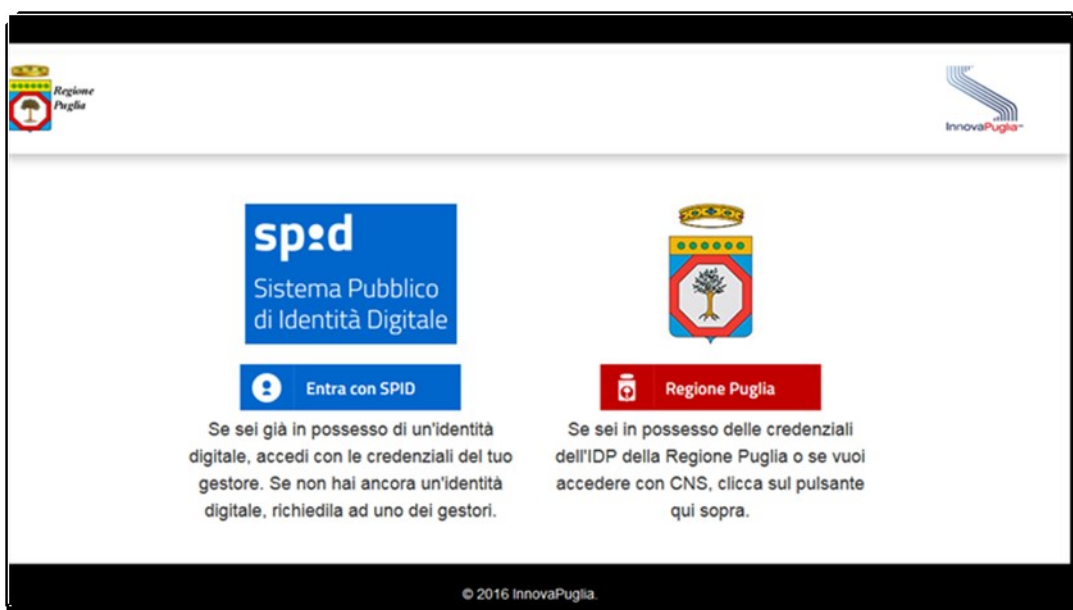 Regione
Puglia
InnovaPuglia
spid
Sistema Pubblico
di Identità Digitale
Entra con SPID
Se sei già in possesso di un'identità
digitale, accedi con le credenziali del tuo
gestore. Se non hai ancora un'identità
digitale, richiedila ad uno dei gestori.
Regione Puglia
Se sei in possesso delle credenziali
dell'IDP della Regione Puglia o se vuoi
accedere con CNS, clicca sul pulsante
qui sopra.
© 2016 InnovaPuglia.